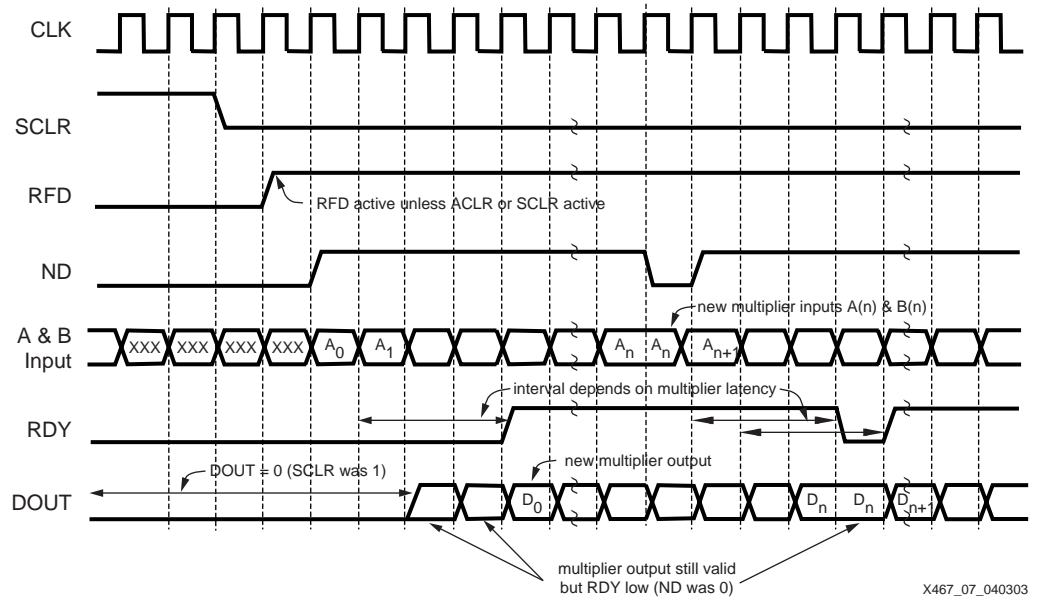 CLK
SCLR
RFD
RFD active unless ACLR or SCLR active
ND
new multiplier inputs A(n) & B(n)
A & B
Input
XXX XXX XXX XXX A0 A1 An An An+1
interval depends on multiplier latency
RDY
DOUT = 0 (SCLR was 1)
new multiplier output
DOUT
D0 Dn Dn Dn+1
multiplier output still valid
but RDY low (ND was 0)
X467_07_040303